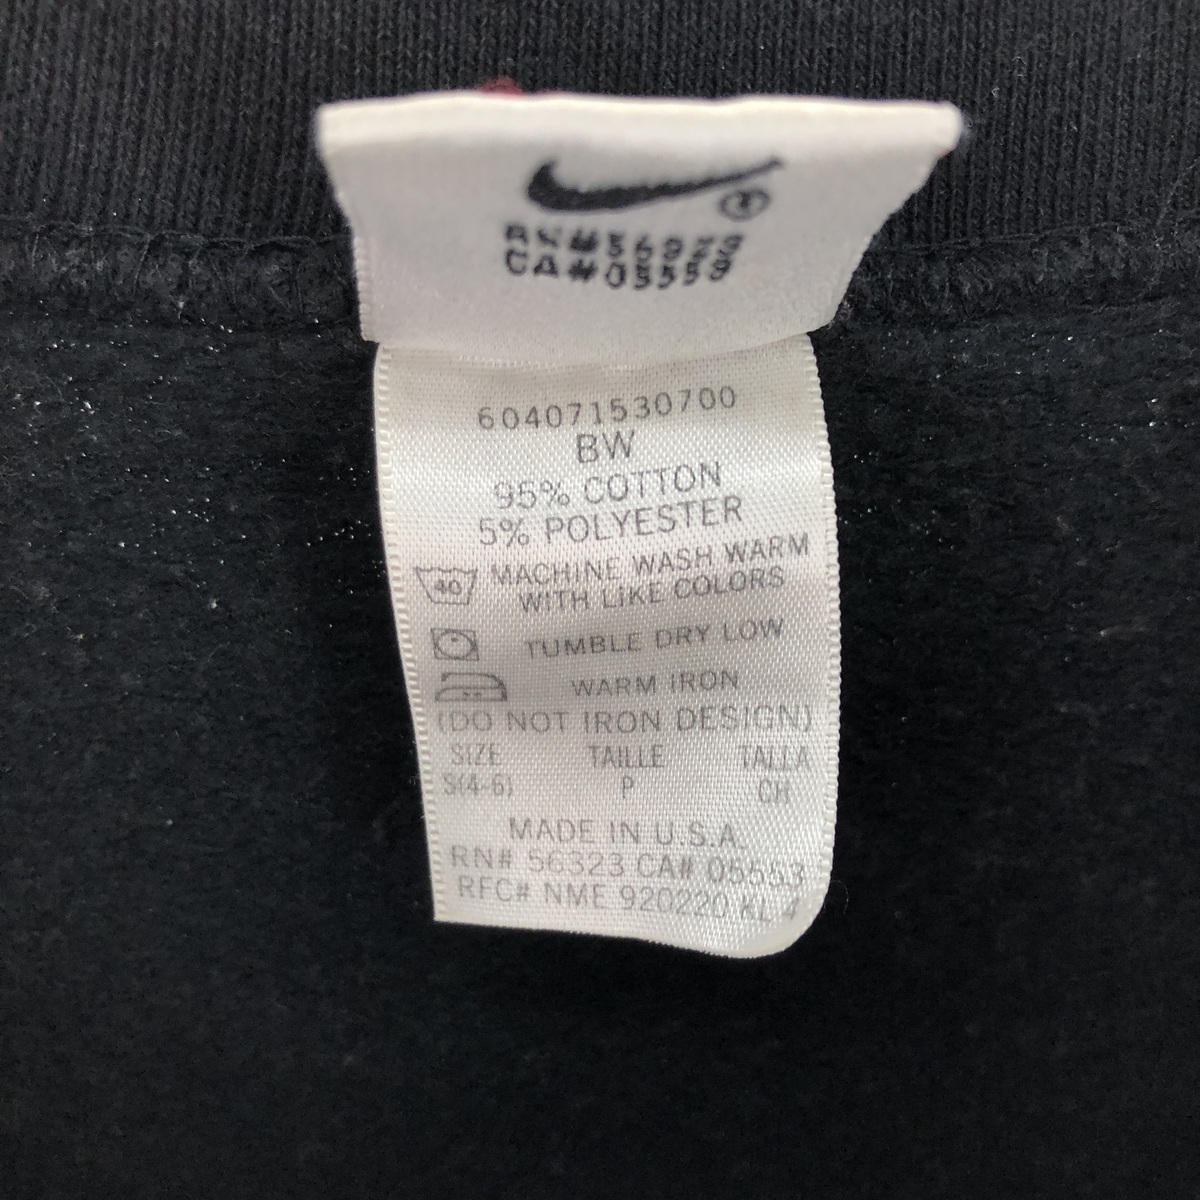 RN#56323
CA#05553
604071530700
BW
95% COTTON
5% POLYESTER
40 MACHINE WASH WARM
WITH LIKE COLORS
TUMBLE DRY LOW
WARM IRON
(DO NOT IRON DESIGN)
SIZE TAILLE TALLA
S(4-6) P CH
MADE IN U.S.A.
RN# 56323 CA# 05553
RFC# NME 920220 KL 4